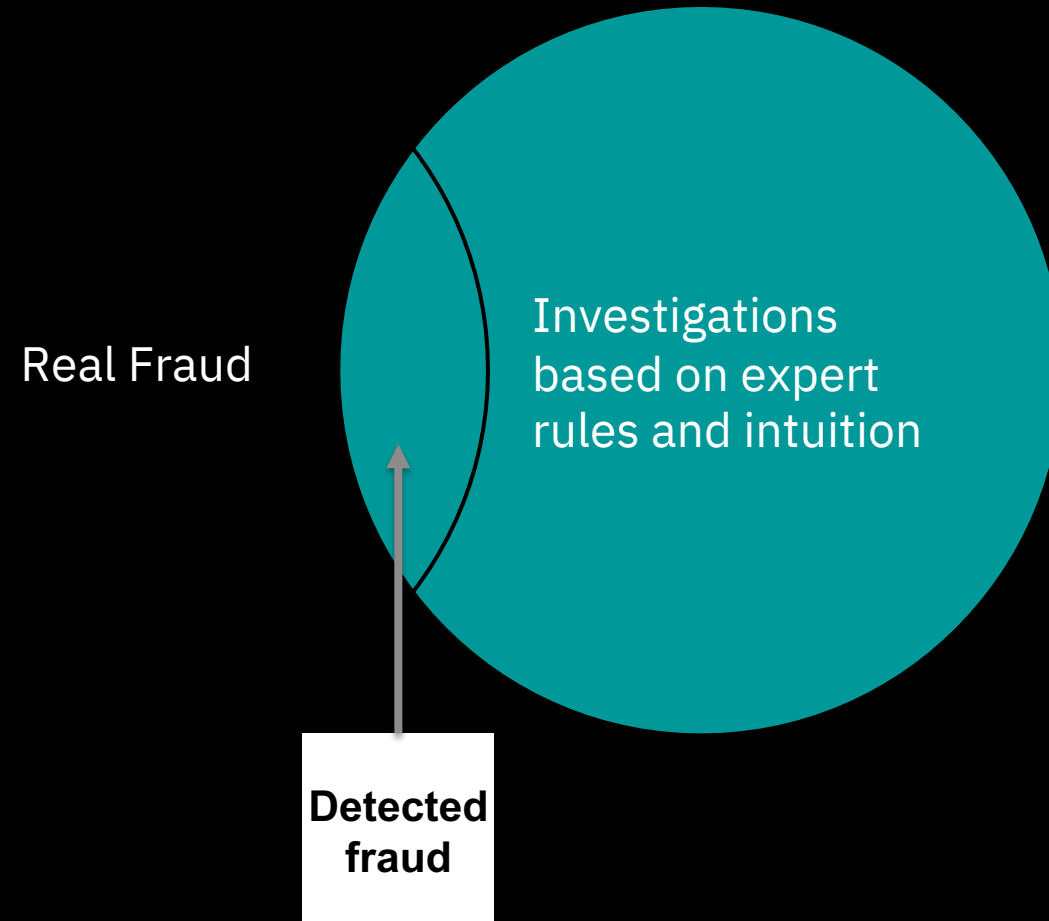 Real Fraud
Investigations
based on expert
rules and intuition
Detected
fraud